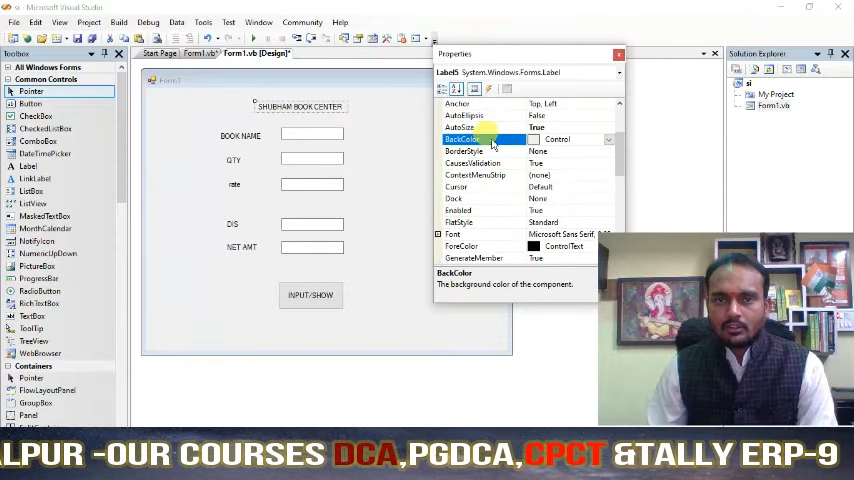 si - Microsoft Visual Studio
File Edit View Project Build Debug Data Tools Test Window Community Help
Toolbox
All Windows Forms
Common Controls
Pointer
Button
CheckBox
CheckedListBox
ComboBox
DateTimePicker
Label
LinkLabel
ListBox
ListView
MaskedTextBox
MonthCalendar
NotifyIcon
NumericUpDown
PictureBox
ProgressBar
RadioButton
RichTextBox
TextBox
ToolTip
TreeView
WebBrowser
Containers
Pointer
FlowLayoutPanel
GroupBox
Panel
Start Page Form1.vb* Form1.vb [Design]*
Form1
SHUBHAM BOOK CENTER
BOOK NAME
QTY
rate
DIS
NET AMT
INPUT/SHOW
Properties
Label5 System.Windows.Forms.Label
Anchor Top, Left
AutoEllipsis False
AutoSize True
BackColor Control
BorderStyle None
CausesValidation True
ContextMenuStrip (none)
Cursor Default
Dock None
Enabled True
FlatStyle Standard
Font Microsoft Sans Serif,
ForeColor ControlText
GenerateMember True
BackColor
The background color of the component.
Solution Explorer
si
My Project
Form1.vb
ALPUR -OUR COURSES DCA,PGDCA,CPCT &TALLY ERP-9